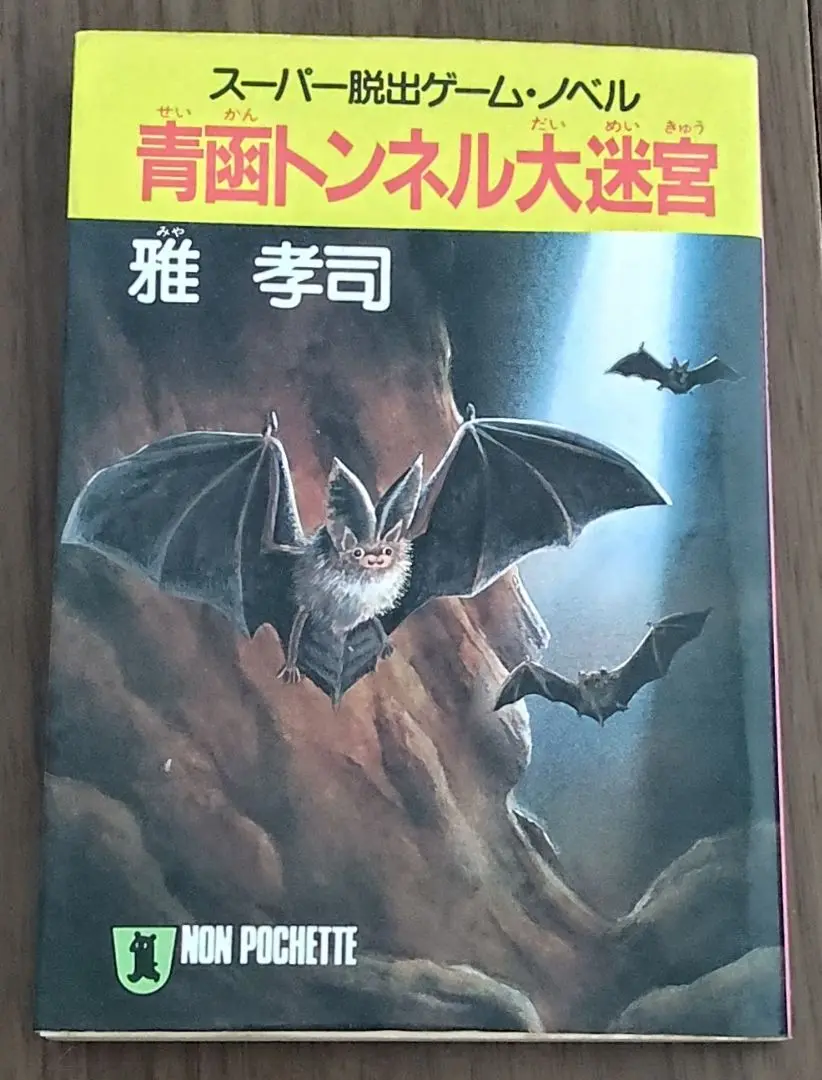 スーパー脱出ゲーム・ノベル
せい かん だい めい きゅう
青函トンネル大迷宮
みや
雅 孝司
NON POCHETTE